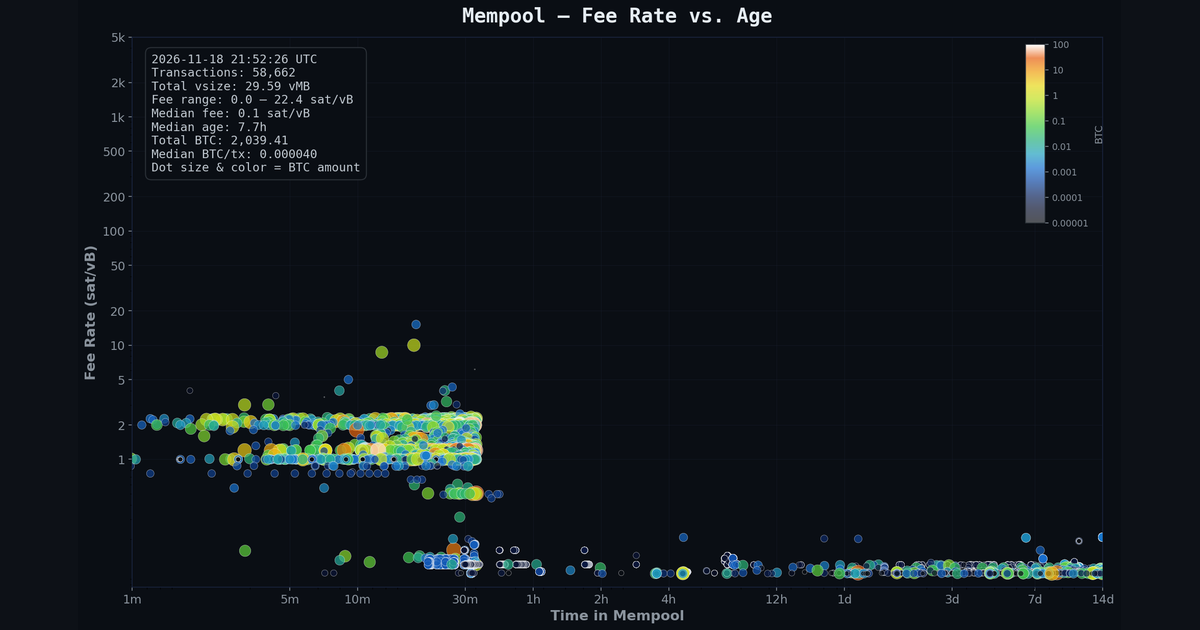 Mempool — Fee Rate vs. Age
2026-11-18 21:52:26 UTC
Transactions: 58,662
Total vsize: 29.59 vMB
Fee range: 0.0 – 22.4 sat/vB
Median fee: 0.1 sat/vB
Median age: 7.7h
Total BTC: 2,039.41
Median BTC/tx: 0.000040
Dot size & color = BTC amount
5k
2k
1k
500
200
100
50
20
10
5
2
1
Fee Rate (sat/vB)
100
10
1
0.1
0.01
0.001
0.0001
0.00001
BTC
1m 5m 10m 30m 1h 2h 4h 12h 1d 3d 7d 14d
Time in Mempool